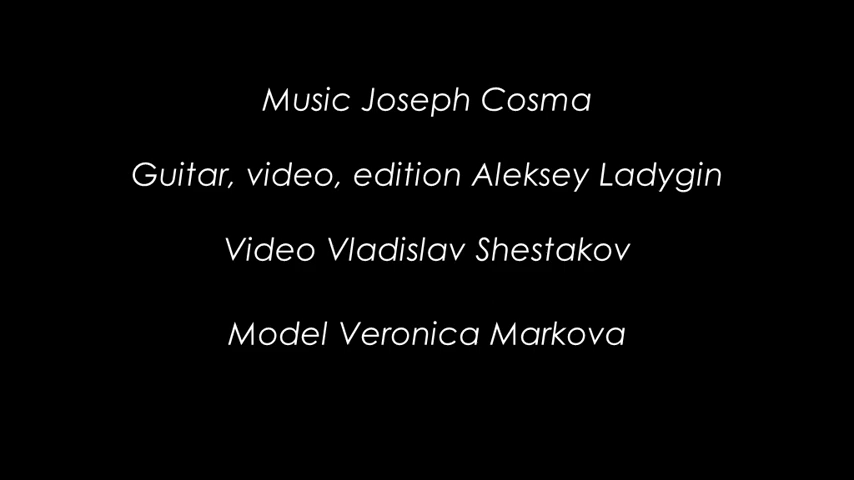 Music Joseph Cosma
Guitar, video, edition Aleksey Ladygin
Video Vladislav Shestakov
Model Veronica Markova